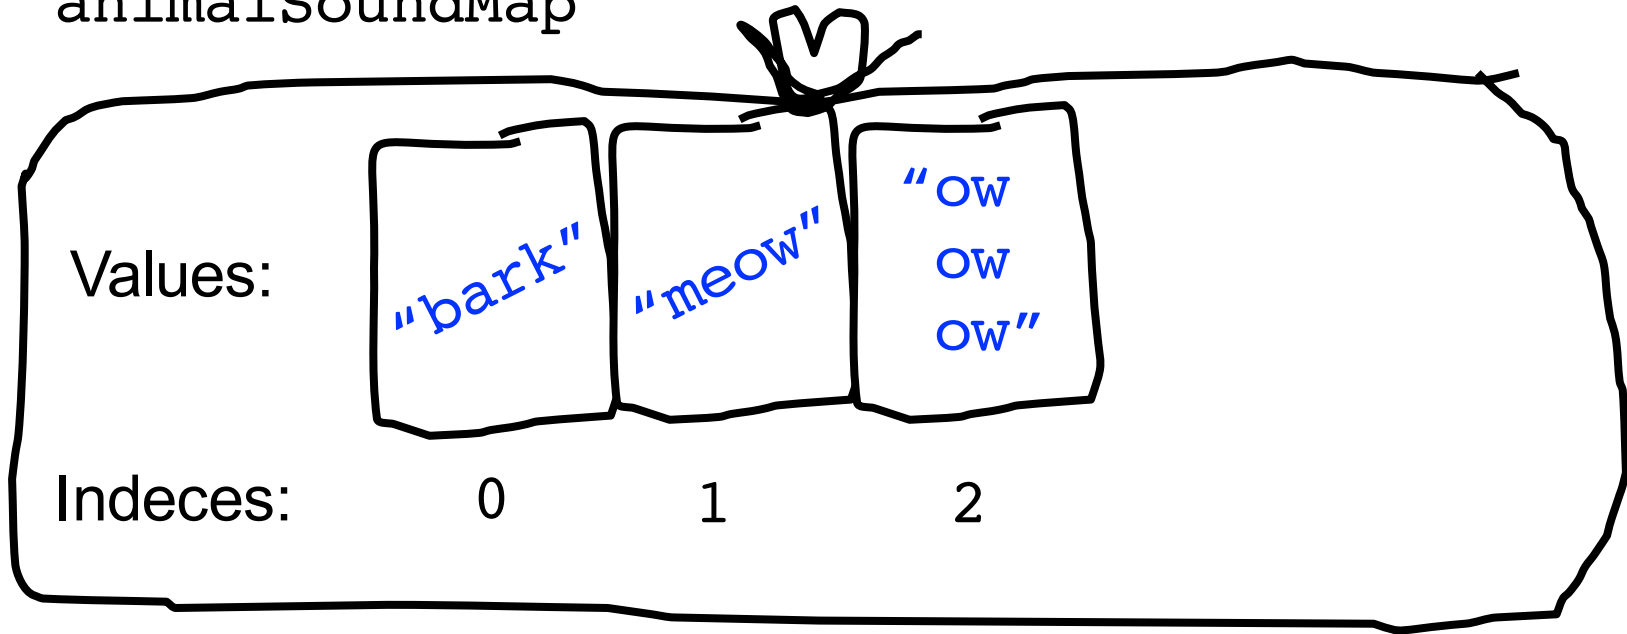 animalSoundMap
Values:
“bark”
“meow”
“ow
ow
ow”
Indeces:
0
1
2